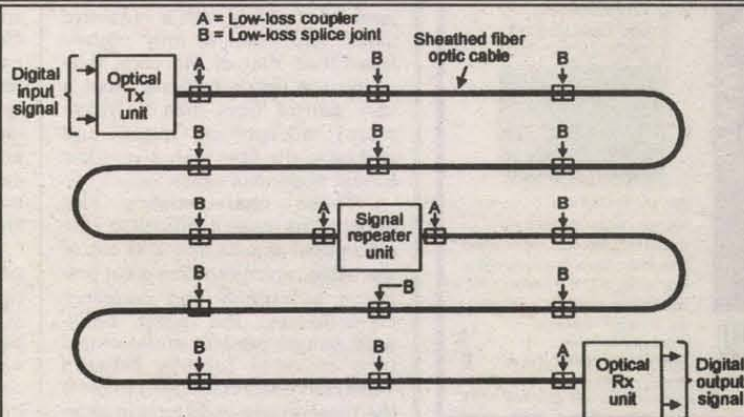 A = Low-loss coupler
B = Low-loss splice joint
Sheathed fiber
optic cable
Digital
input
signal
Optical
Tx
unit
A
B
B
B
B
B
B
A
Signal
repeater
unit
A
B
B
B
B
B
B
A
Optical
Rx
unit
Digital
output
signal